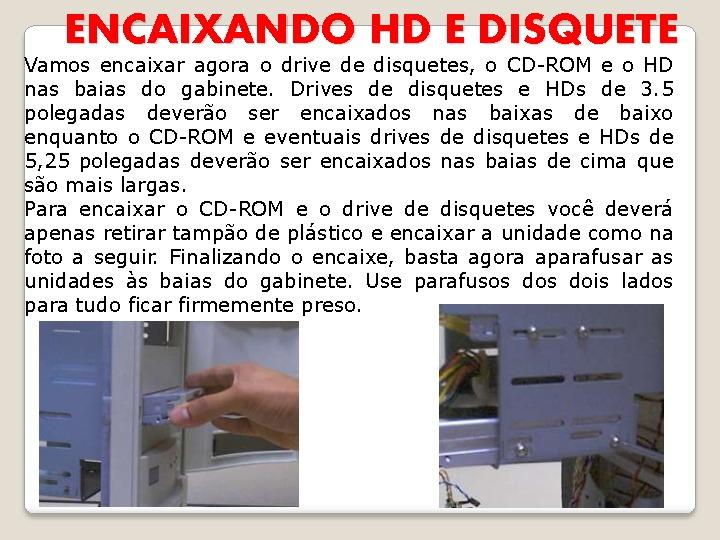 ENCAIXANDO HD E DISQUETE
Vamos encaixar agora o drive de disquetes, o CD-ROM e o HD
nas baias do gabinete. Drives de disquetes e HDs de 3.5
polegadas deverão ser encaixados nas baixas de baixo
enquanto o CD-ROM e eventuais drives de disquetes e HDs de
5,25 polegadas deverão ser encaixados nas baias de cima que
são mais largas.
Para encaixar o CD-ROM e o drive de disquetes você deverá
apenas retirar tampão de plástico e encaixar a unidade como na
foto a seguir. Finalizando o encaixe, basta agora aparafusar as
unidades às baias do gabinete. Use parafusos dos dois lados
para tudo ficar firmemente preso.